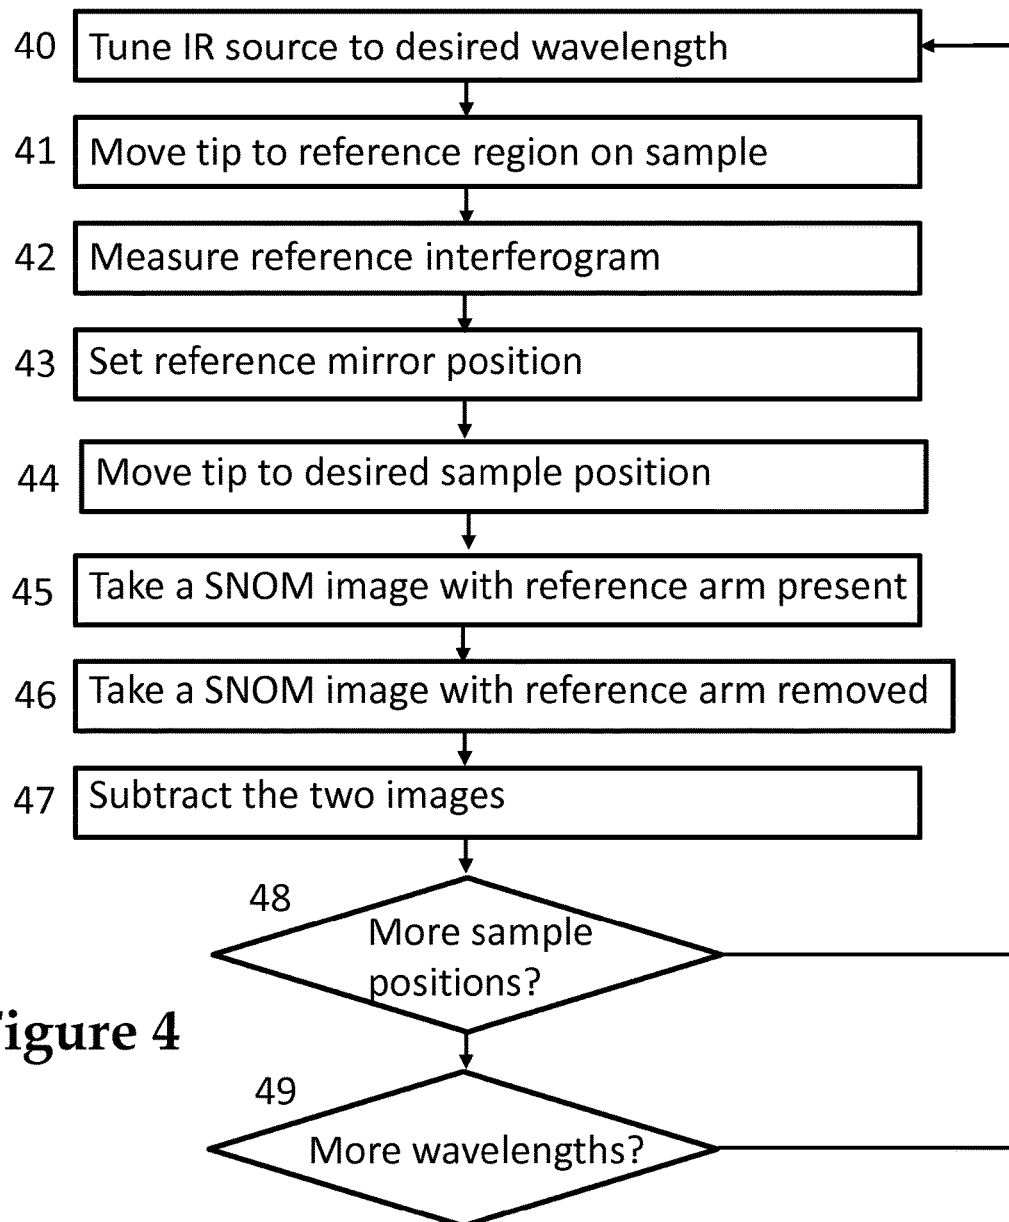 40 Tune IR source to desired wavelength
41 Move tip to reference region on sample
42 Measure reference interferogram
43 Set reference mirror position
44 Move tip to desired sample position
45 Take a SNOM image with reference arm present
46 Take a SNOM image with reference arm removed
47 Subtract the two images
48
More sample
positions?
igure 4
49
More wavelengths?